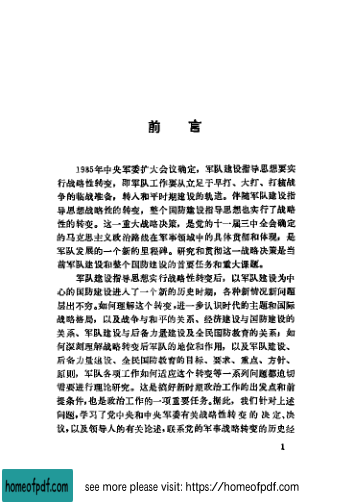 前 言
1985年中央军委扩大会议确定，军队建设指导思想要实
行战略性转变，即军队工作要从立足于早打、大打、打核战
争的临战准备，转入和平时期建设的轨道。伴随军队建设指
导思想战略性的转变，整个国防建设指导思想也实行了战略
性的转变。这一重大战略决策，是党的十一届三中全会确定
的马克思主义政治路线在军事领域中的具体贯彻和体现，是
军队发展的一个新的里程碑。研究和贯彻这一战略决策是当
前军队建设和整个国防建设的首要任务和重大课题。
军队建设指导思想实行战略性转变后，以军队建设为中
心的国防建设进入了一个新的历史时期，各种新情况新问题
层出不穷。如何理解这个转变，进一步认识时代的主题和国际
战略格局，以及战争与和平的关系、经济建设与国防建设的
关系、军队建设与后备力量建设及全民国防教育的关系；如
何深刻理解战略转变后军队的地位和作用，以及军队建设、
后备力量建设、全民国防教育的目标、要求、重点、方针、
原则，军队各项工作如何适应这个转变等一系列问题都迫切
需要进行理论研究。这是搞好新时期政治工作的出发点和前
提条件，也是政治工作的一项重要任务。据此，我们针对上述
问题，学习了党中央和中央军委有关战略性转变的决定、决
议，以及领导人的有关论述，联系党的军事战略转变的历史经
1
homeofpdf.com
see more please visit: https://homeofpdf.com